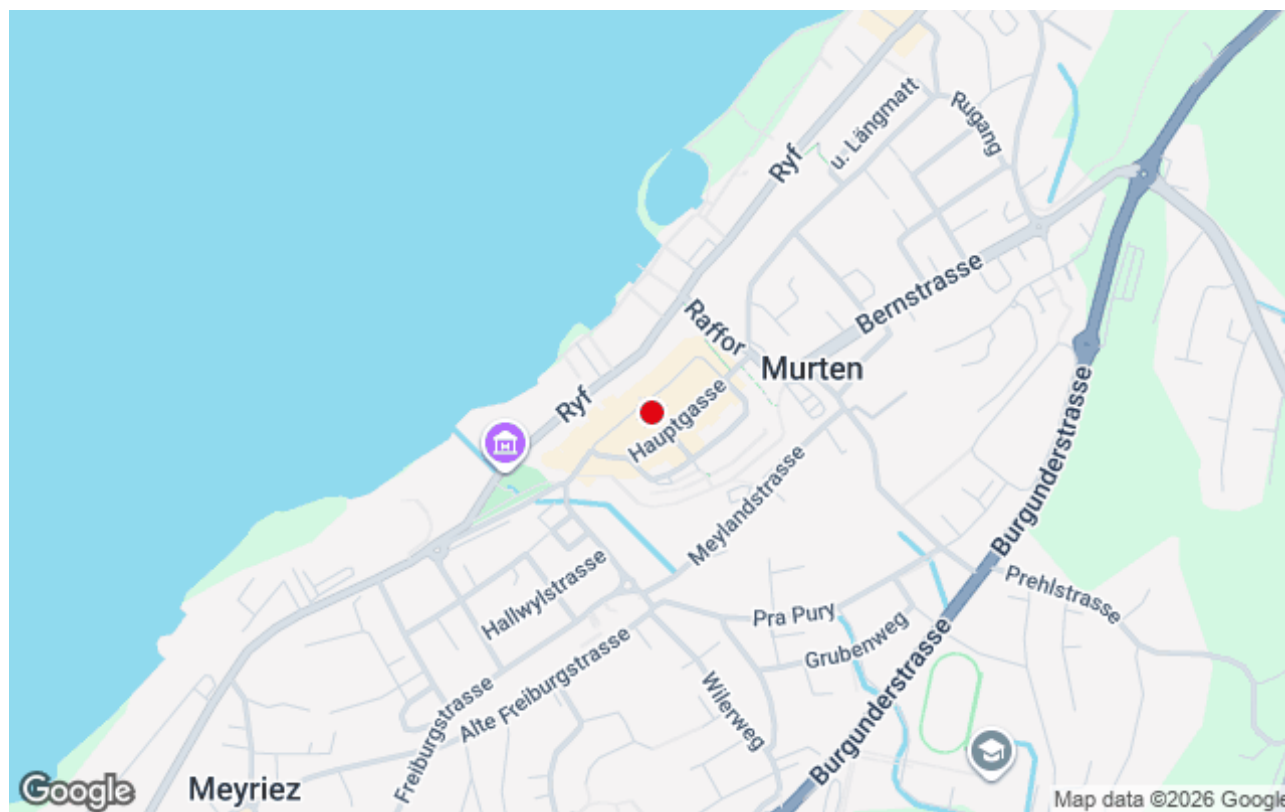 Rugang
u. Längmatt
Ryf
Bernstrasse
Raffor
Murten
Ryf
Hauptgasse
Burgunderstrasse
Meylandstrasse
Prehlstrasse
Hallwylstrasse
Pra Pury
Grubenweg
Freiburgstrasse
Alte Freiburgstrasse
Wilerweg
Burgunderstrasse
Meyriez
Google
Map data ©2026 Google